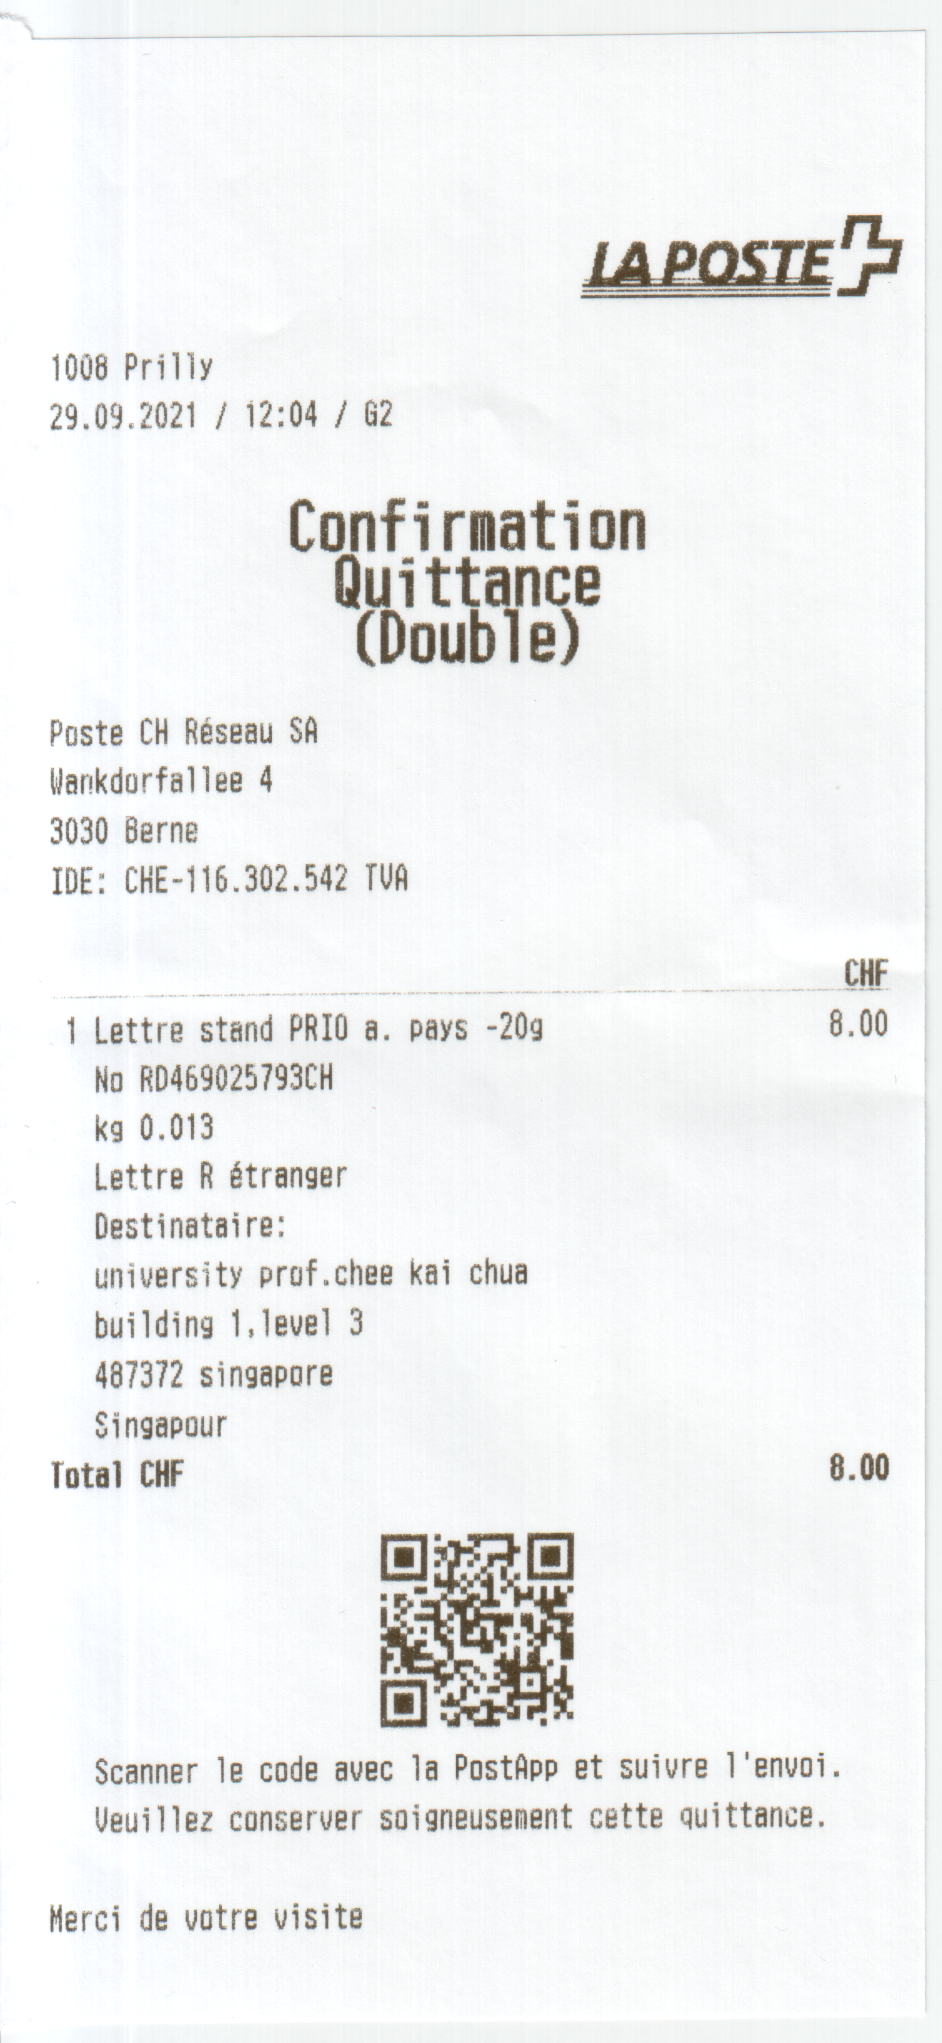 LA POSTE
1008 Prilly
29.09.2021 / 12:04 / G2
Confirmation
Quittance
(Double)
Poste CH Réseau SA
Wankdorfallee 4
3030 Berne
IDE: CHE-116.302.542 TVA
CHF
1 Lettre stand PRIO a. pays -20g 8.00
No RD469025793CH
kg 0.013
Lettre R étranger
Destinataire:
university prof.chee kai chua
building 1,level 3
487372 singapore
Singapour
Total CHF 8.00
Scanner le code avec la PostApp et suivre l'envoi.
Veuillez conserver soigneusement cette quittance.
Merci de votre visite